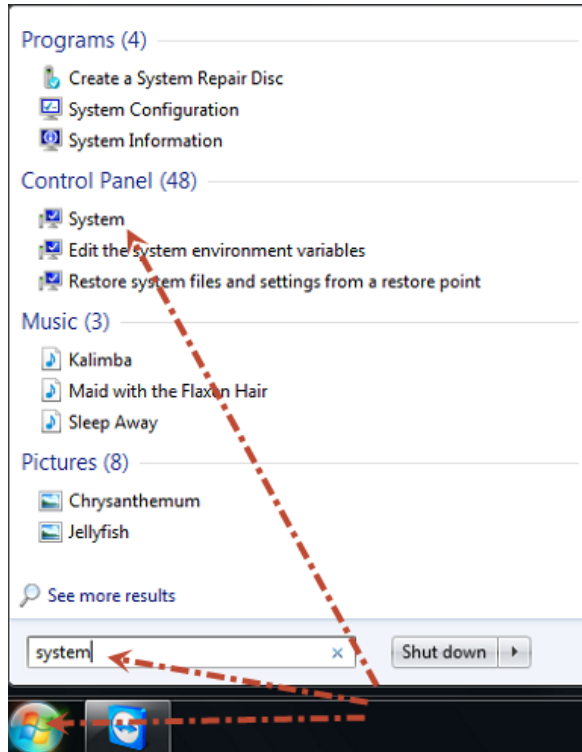 Programs (4)
Create a System Repair Disc
System Configuration
System Information
Control Panel (48)
System
Edit the system environment variables
Restore system files and settings from a restore point
Music (3)
Kalimba
Maid with the Flaxen Hair
Sleep Away
Pictures (8)
Chrysanthemum
Jellyfish
See more results
system
Shut down